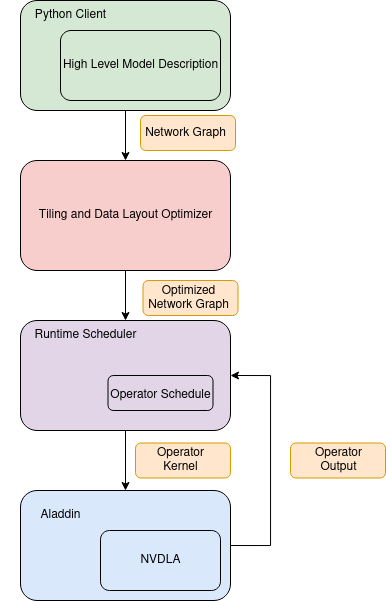 Python Client
High Level Model Description
Network Graph
Tiling and Data Layout Optimizer
Optimized
Network Graph
Runtime Scheduler
Operator Schedule
Operator
Kernel
Operator
Output
Aladdin
NVDLA